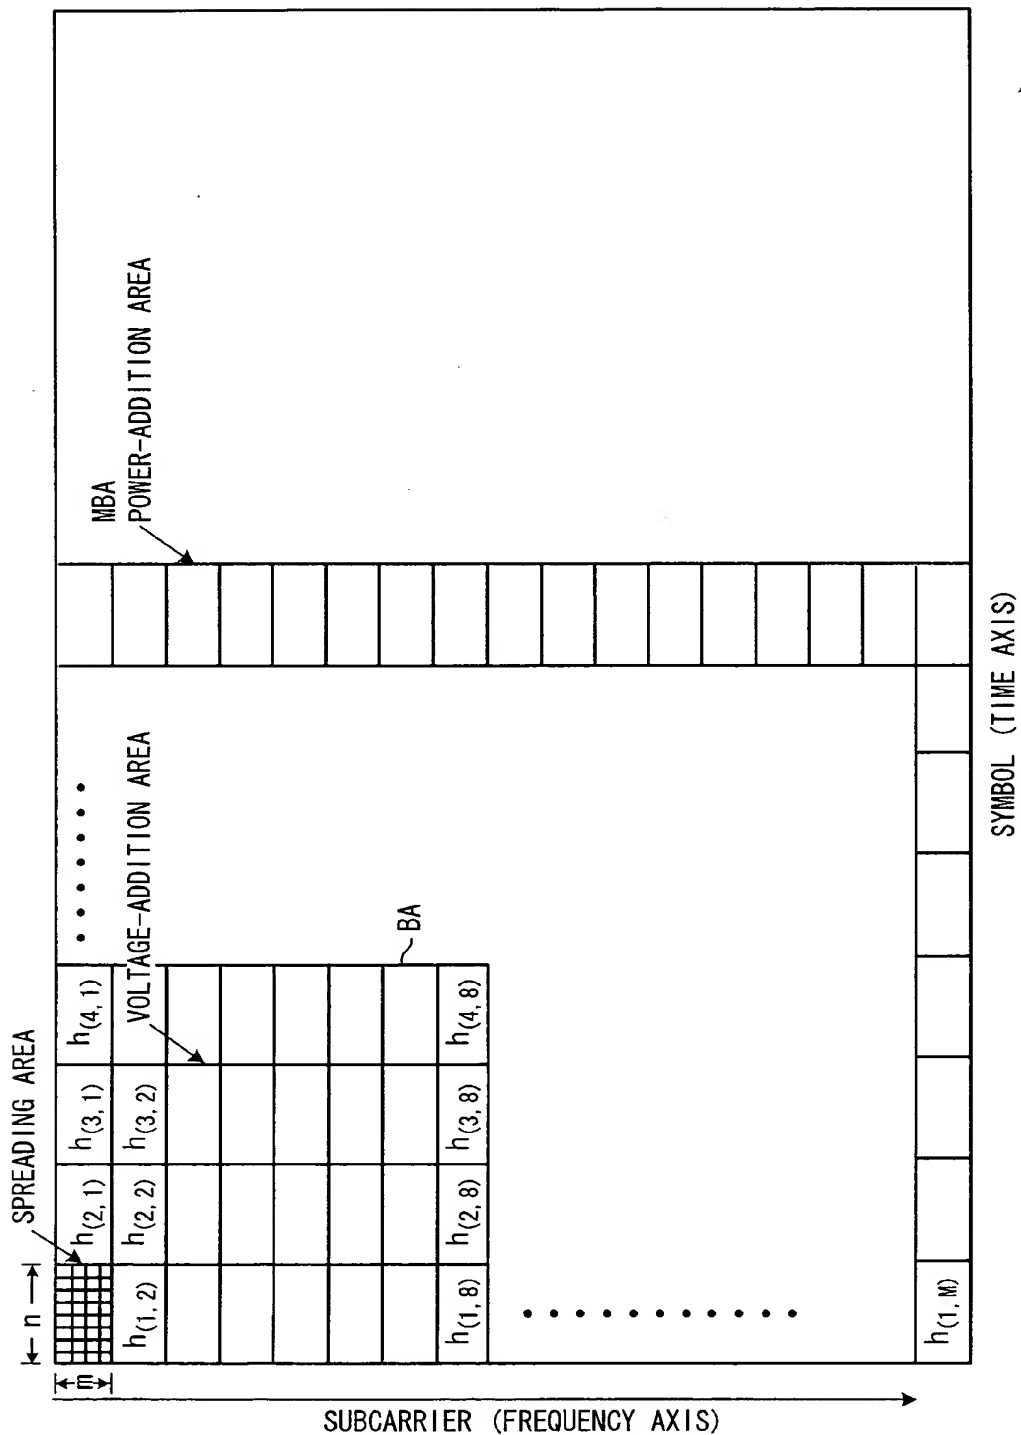 SPREADING AREA
n
m
h(2, 1)
h(3, 1)
h(4, 1)
h(1, 2)
h(2, 2)
h(3, 2)
VOLTAGE-ADDITION AREA
MBA
POWER-ADDITION AREA
BA
h(1, 8)
h(2, 8)
h(3, 8)
h(4, 8)
h(1, M)
SUBCARRIER (FREQUENCY AXIS)
SYMBOL (TIME AXIS)